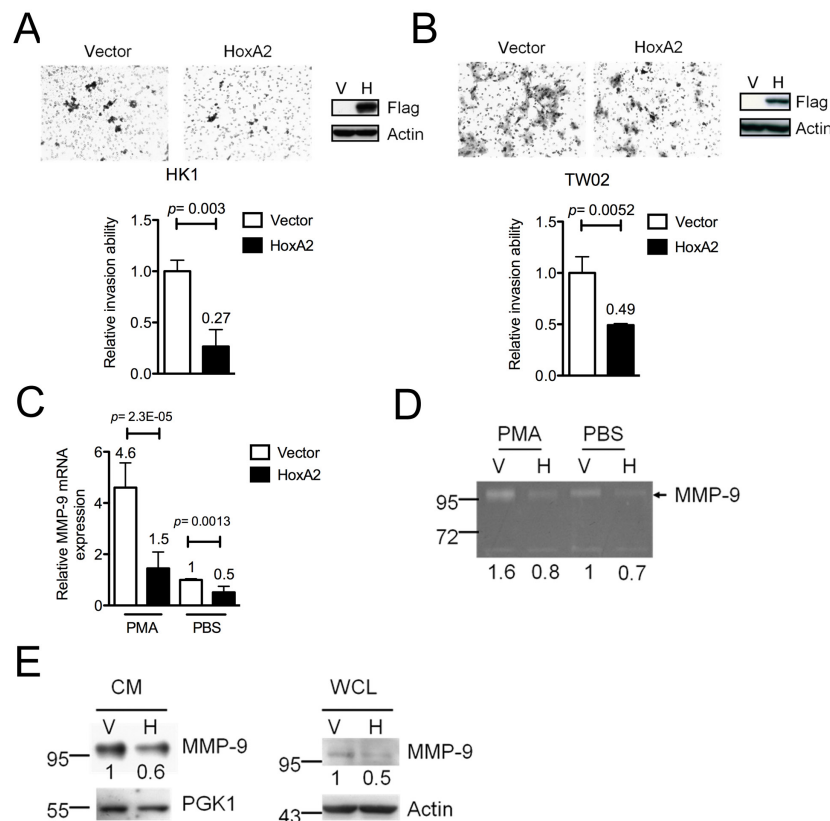 A
Vector HoxA2
V H
Flag
Actin
HK1
p= 0.003
1.5
1.0
0.5
0.0
Relative invasion ability
0.27
Vector
HoxA2
B
Vector HoxA2
V H
Flag
Actin
TW02
p= 0.0052
1.5
1.0
0.5
0.0
Relative invasion ability
0.49
Vector
HoxA2
C
p= 2.3E-05
6
4
2
0
Relative MMP-9 mRNA
expression
4.6
1.5
p= 0.0013
1
0.5
Vector
HoxA2
PMA PBS
D
PMA PBS
V H V H
95
72
MMP-9
1.6 0.8 1 0.7
E
CM
V H
95
MMP-9
1 0.6
55
PGK1
WCL
V H
95
MMP-9
1 0.5
43
Actin